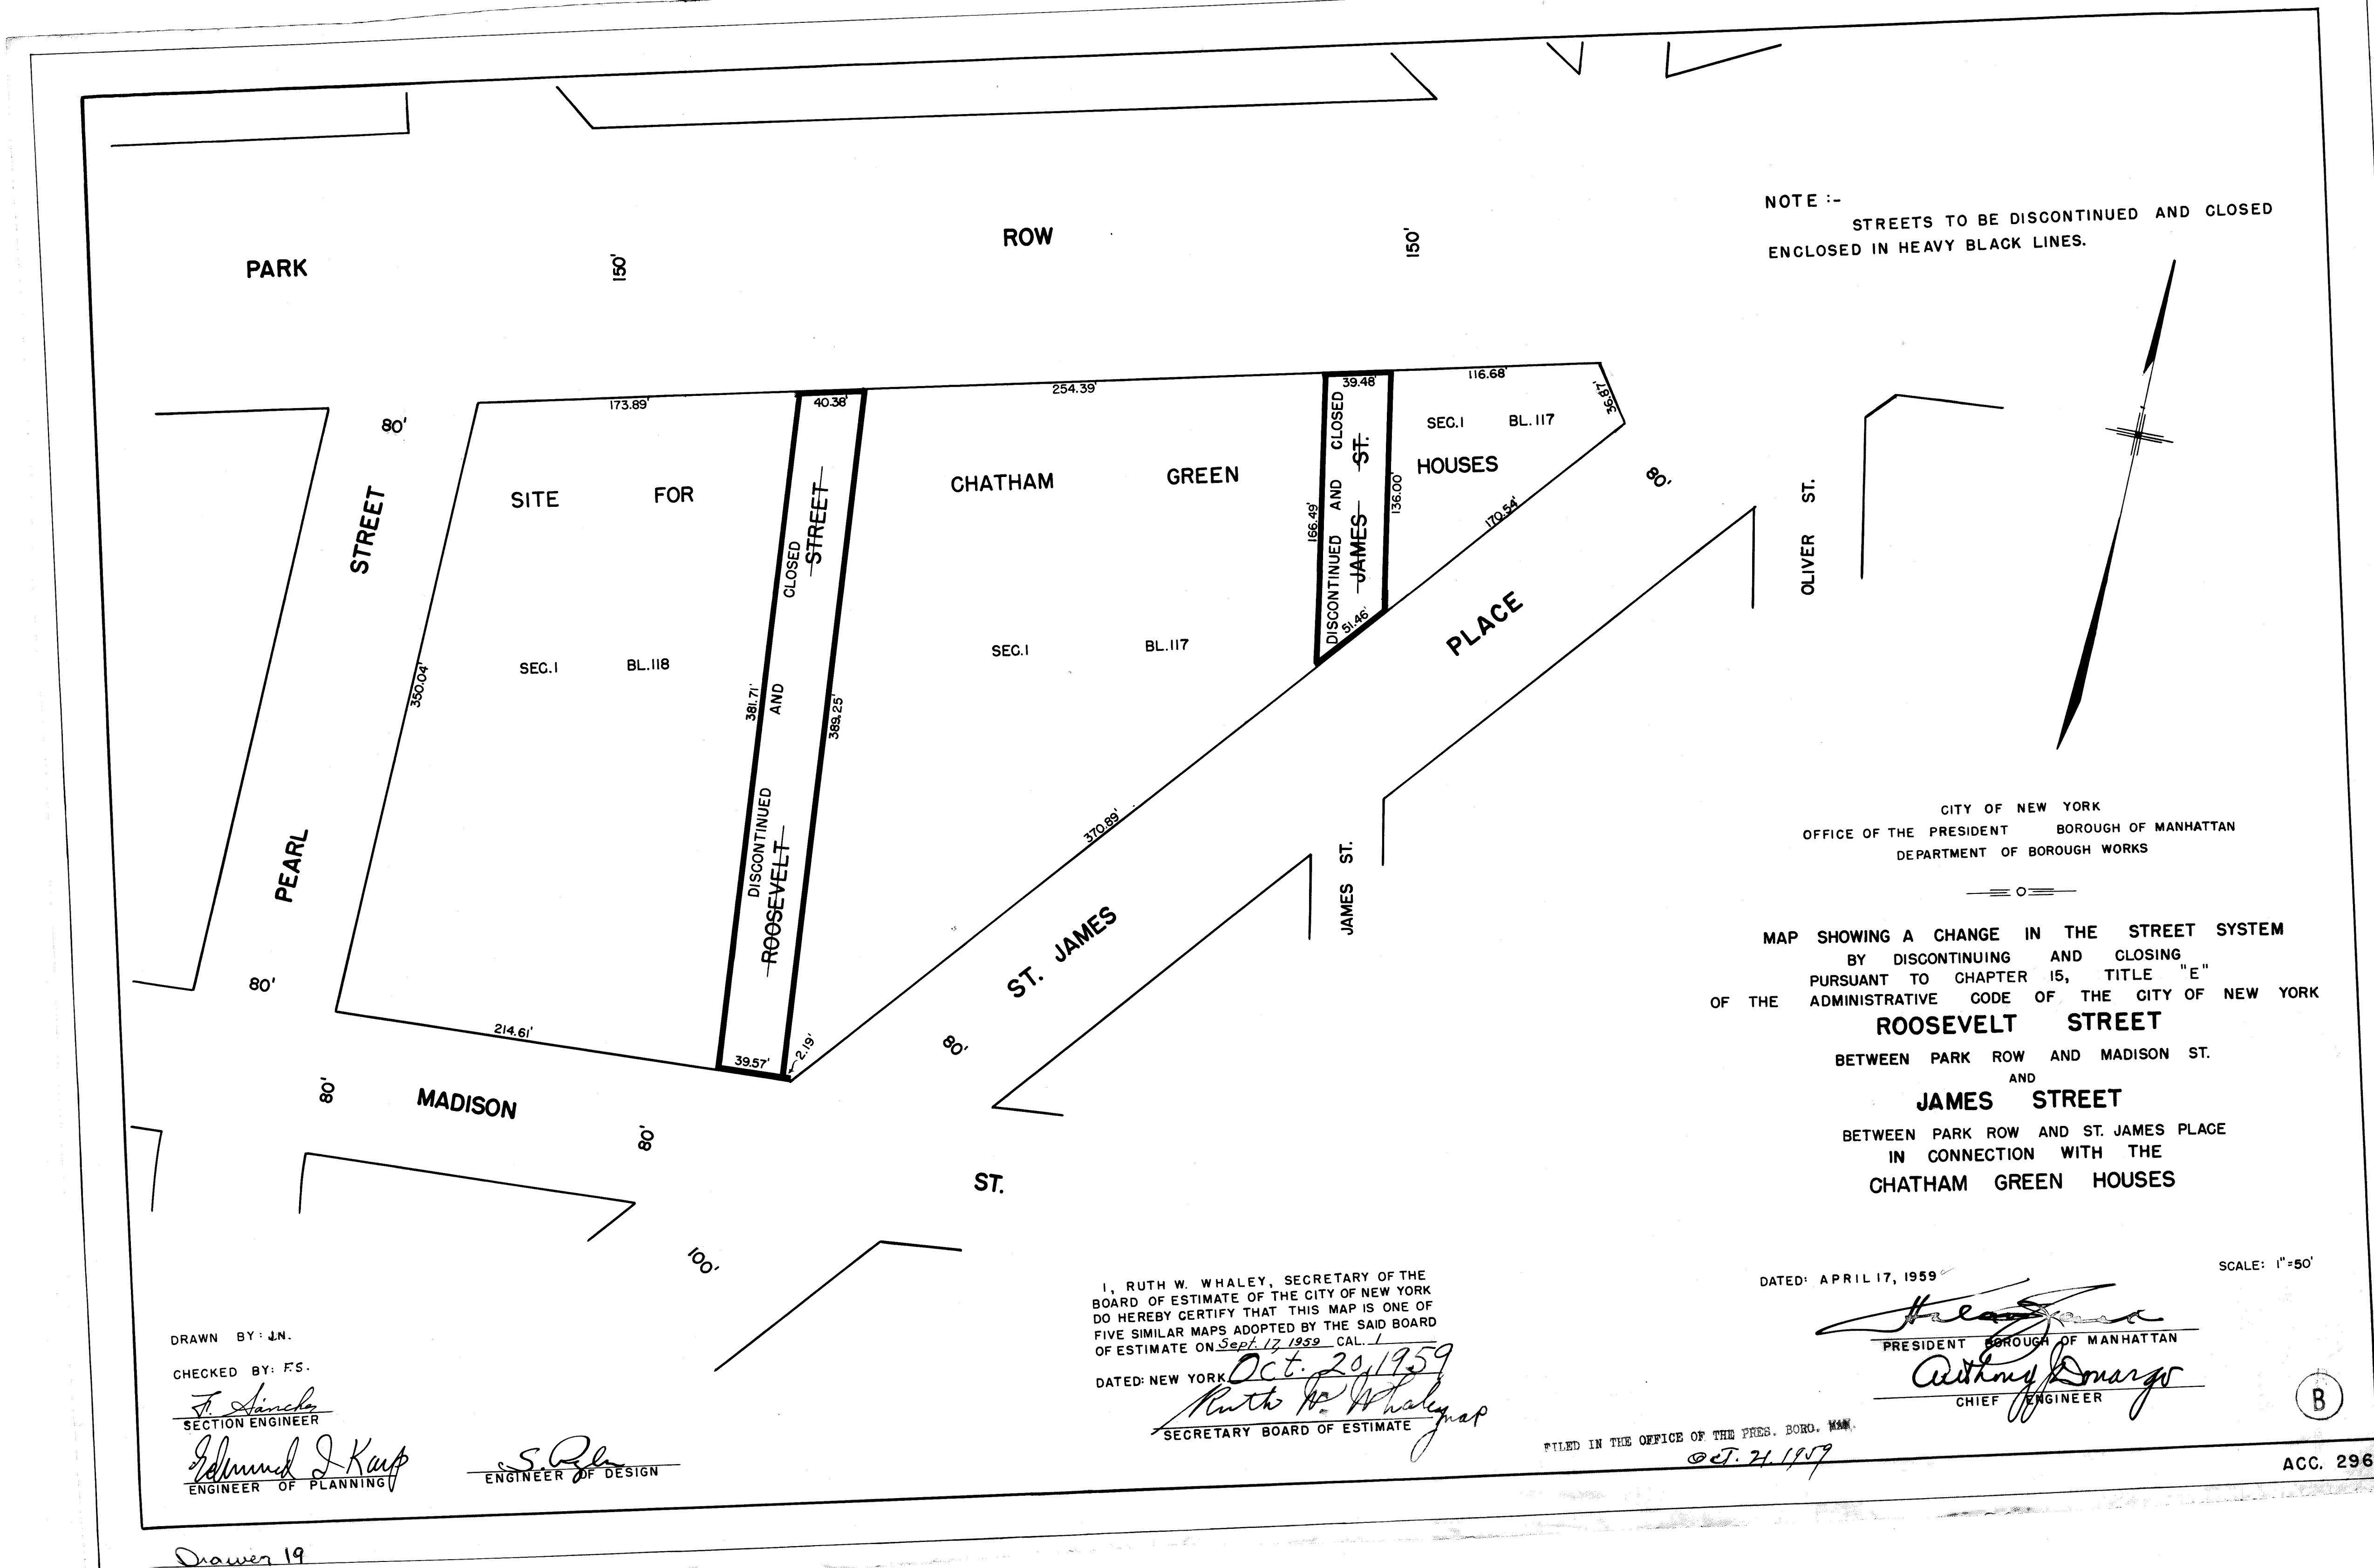 NOTE :-
STREETS TO BE DISCONTINUED AND CLOSED
ENCLOSED IN HEAVY BLACK LINES.
PARK
150'
ROW
150'
173.89'
40.38'
254.39'
39.48'
116.68'
36.87'
80'
STREET
PEARL
80'
350.04'
SITE FOR
SEC.1 BL.118
381.71'
DISCONTINUED AND CLOSED
ROOSEVELT STREET
389.25'
CHATHAM GREEN
SEC.1 BL.117
166.49'
DISCONTINUED AND CLOSED
JAMES ST.
136.00'
51.46'
SEC.1 BL.117
HOUSES
170.54'
80'
OLIVER ST.
370.89'
ST. JAMES PLACE
80'
JAMES ST.
214.61'
39.57'
2.19'
80'
MADISON
80'
ST.
100'
CITY OF NEW YORK
OFFICE OF THE PRESIDENT BOROUGH OF MANHATTAN
DEPARTMENT OF BOROUGH WORKS
MAP SHOWING A CHANGE IN THE STREET SYSTEM
BY DISCONTINUING AND CLOSING
PURSUANT TO CHAPTER 15, TITLE "E"
OF THE ADMINISTRATIVE CODE OF THE CITY OF NEW YORK
ROOSEVELT STREET
BETWEEN PARK ROW AND MADISON ST.
AND
JAMES STREET
BETWEEN PARK ROW AND ST. JAMES PLACE
IN CONNECTION WITH THE
CHATHAM GREEN HOUSES
DATED: APRIL 17, 1959
SCALE: 1"=50'
PRESIDENT BOROUGH OF MANHATTAN
CHIEF ENGINEER
B
I, RUTH W. WHALEY, SECRETARY OF THE
BOARD OF ESTIMATE OF THE CITY OF NEW YORK
DO HEREBY CERTIFY THAT THIS MAP IS ONE OF
FIVE SIMILAR MAPS ADOPTED BY THE SAID BOARD
OF ESTIMATE ON Sept. 17, 1959 CAL. 1
DATED: NEW YORK Oct. 20, 1959
Ruth W. Whaley
SECRETARY BOARD OF ESTIMATE
FILED IN THE OFFICE OF THE PRES. BORO. MAN.
OCT. 21. 1959
DRAWN BY: J.N.
CHECKED BY: F.S.
F. Sanchez
SECTION ENGINEER
Edmund I Karp
ENGINEER OF PLANNING
ENGINEER OF DESIGN
ACC. 296
Drawer 19